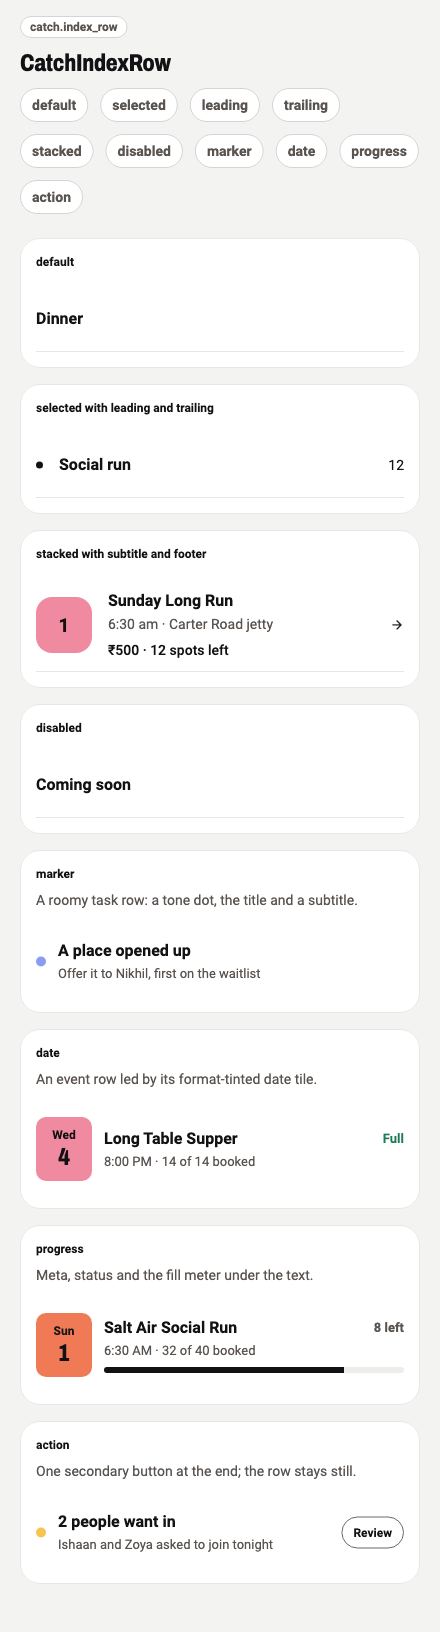 catch.index_row
CatchIndexRow
default selected leading trailing
stacked disabled marker date progress
action
default
Dinner
selected with leading and trailing
Social run 12
stacked with subtitle and footer
1
Sunday Long Run
6:30 am · Carter Road jetty
₹500 · 12 spots left
disabled
Coming soon
marker
A roomy task row: a tone dot, the title and a subtitle.
A place opened up
Offer it to Nikhil, first on the waitlist
date
An event row led by its format-tinted date tile.
Wed
4
Long Table Supper Full
8:00 PM · 14 of 14 booked
progress
Meta, status and the fill meter under the text.
Sun
1
Salt Air Social Run 8 left
6:30 AM · 32 of 40 booked
action
One secondary button at the end; the row stays still.
2 people want in
Ishaan and Zoya asked to join tonight
Review